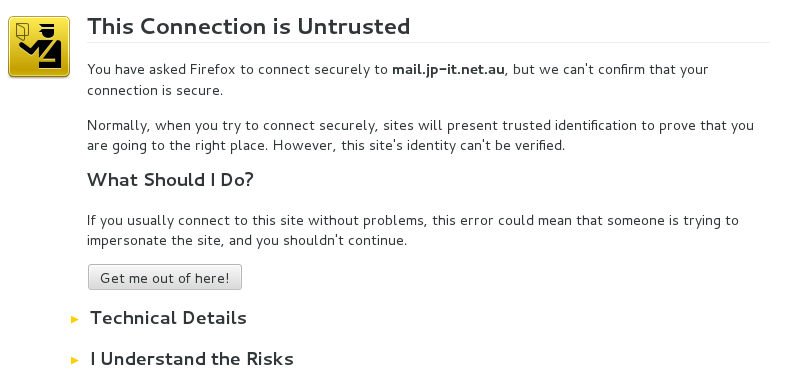 This Connection is Untrusted
You have asked Firefox to connect securely to mail.jp-it.net.au, but we can't confirm that your
connection is secure.
Normally, when you try to connect securely, sites will present trusted identification to prove that you
are going to the right place. However, this site's identity can't be verified.
What Should I Do?
If you usually connect to this site without problems, this error could mean that someone is trying to
impersonate the site, and you shouldn't continue.
Get me out of here!
Technical Details
I Understand the Risks